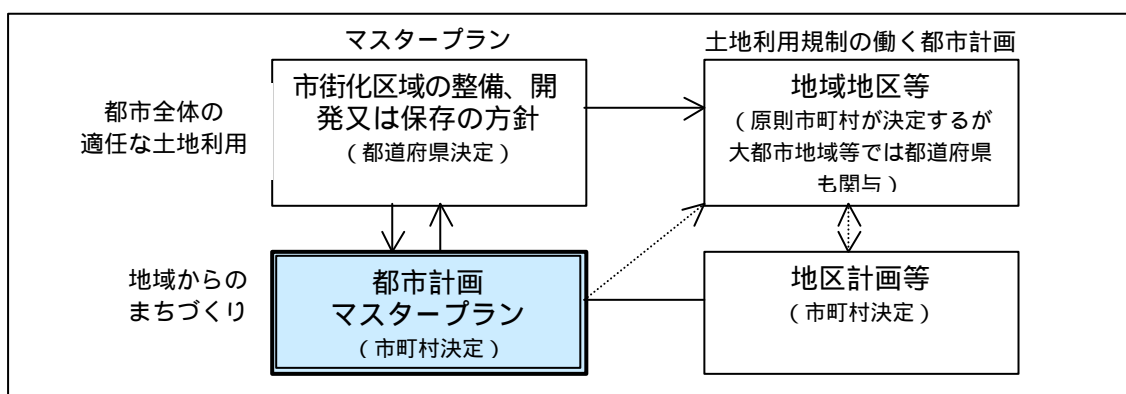 マスタープラン
土地利用規制の働く都市計画
都市全体の
適任な土地利用
市街化区域の整備、開
発又は保存の方針
（都道府県決定）
地域地区等
（原則市町村が決定するが
大都市地域等では都道府県
も関与）
地域からの
まちづくり
都市計画
マスタープラン
（市町村決定）
地区計画等
（市町村決定）